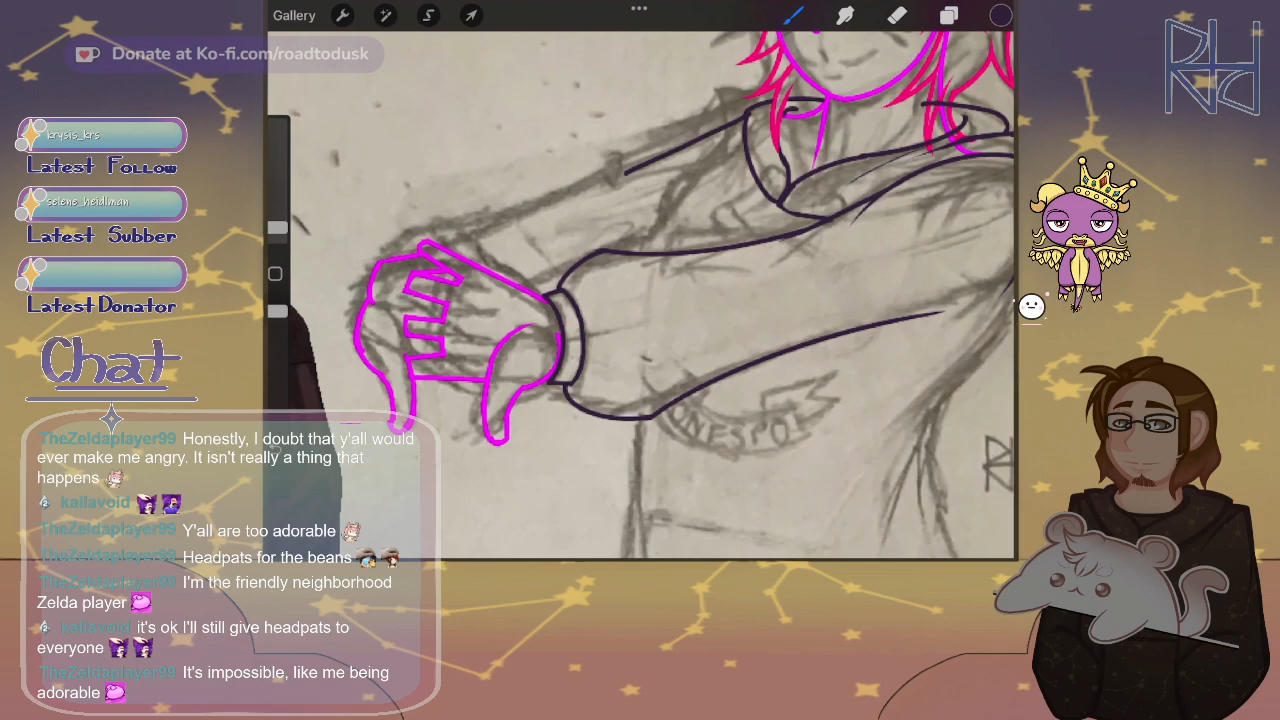 Gallery
Donate at Ko-fi.com/roadtodusk
krysis_krs
Latest Follow
selene_heidlman
Latest Subber
Latest Donator
Chat
TheZeldaplayer99 Honestly, I doubt that y'all would
ever make me angry. It isn't really a thing that
happens
kallavoid
TheZeldaplayer99 Y'all are too adorable
TheZeldaplayer99 Headpats for the beans
TheZeldaplayer99 I'm the friendly neighborhood
Zelda player
kallavoid it's ok I'll still give headpats to
everyone
TheZeldaplayer99 It's impossible, like me being
adorable